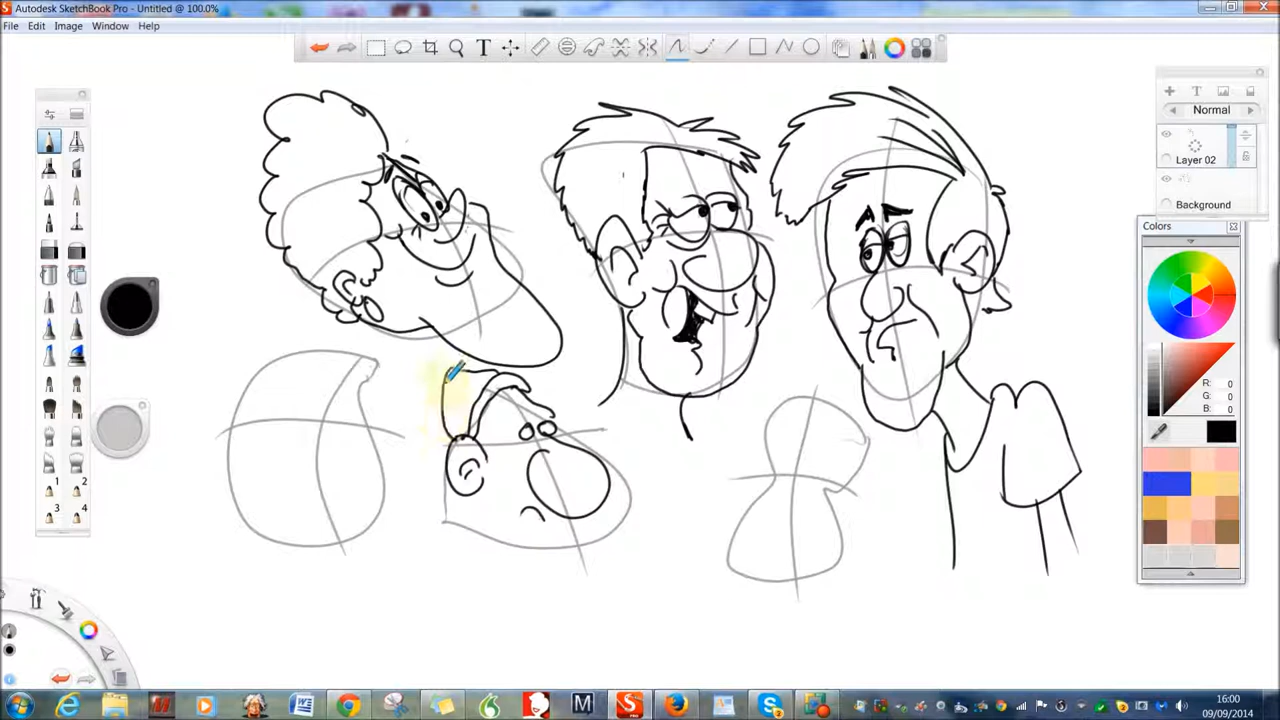 Autodesk SketchBook Pro - Untitled @ 100.0%
File Edit Image Window Help
T
T
Normal
Layer 02
Background
Colors
R: 0
G: 0
B: 0
1 2
3 4
16:00
09/09/2014